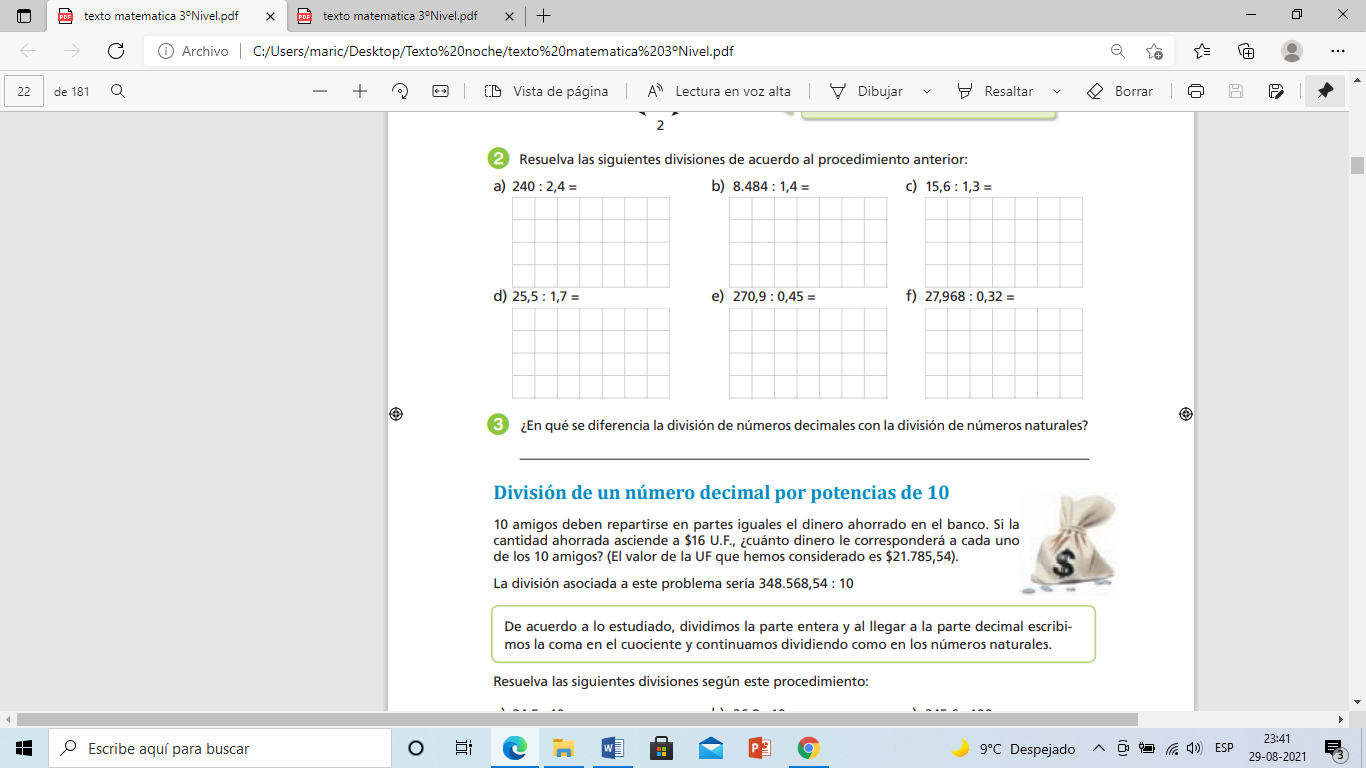 texto matematica 3ºNivel.pdf
texto matematica 3ºNivel.pdf
Archivo
C:/Users/maric/Desktop/Texto%20noche/texto%20matematica%203ºNivel.pdf
22
de 181
Vista de página
Lectura en voz alta
Dibujar
Resaltar
Borrar
2
2 Resuelva las siguientes divisiones de acuerdo al procedimiento anterior:
a) 240 : 2,4 =
b) 8.484 : 1,4 =
c) 15,6 : 1,3 =
d) 25,5 : 1,7 =
e) 270,9 : 0,45 =
f) 27,968 : 0,32 =
3 ¿En qué se diferencia la división de números decimales con la división de números naturales?
División de un número decimal por potencias de 10
10 amigos deben repartirse en partes iguales el dinero ahorrado en el banco. Si la
cantidad ahorrada asciende a $16 U.F., ¿cuánto dinero le corresponderá a cada uno
de los 10 amigos? (El valor de la UF que hemos considerado es $21.785,54).
La división asociada a este problema sería 348.568,54 : 10
$
De acuerdo a lo estudiado, dividimos la parte entera y al llegar a la parte decimal escribi-
mos la coma en el cuociente y continuamos dividiendo como en los números naturales.
Resuelva las siguientes divisiones según este procedimiento:
Escribe aquí para buscar
9°C Despejado
ESP
23:41
29-08-2021
3